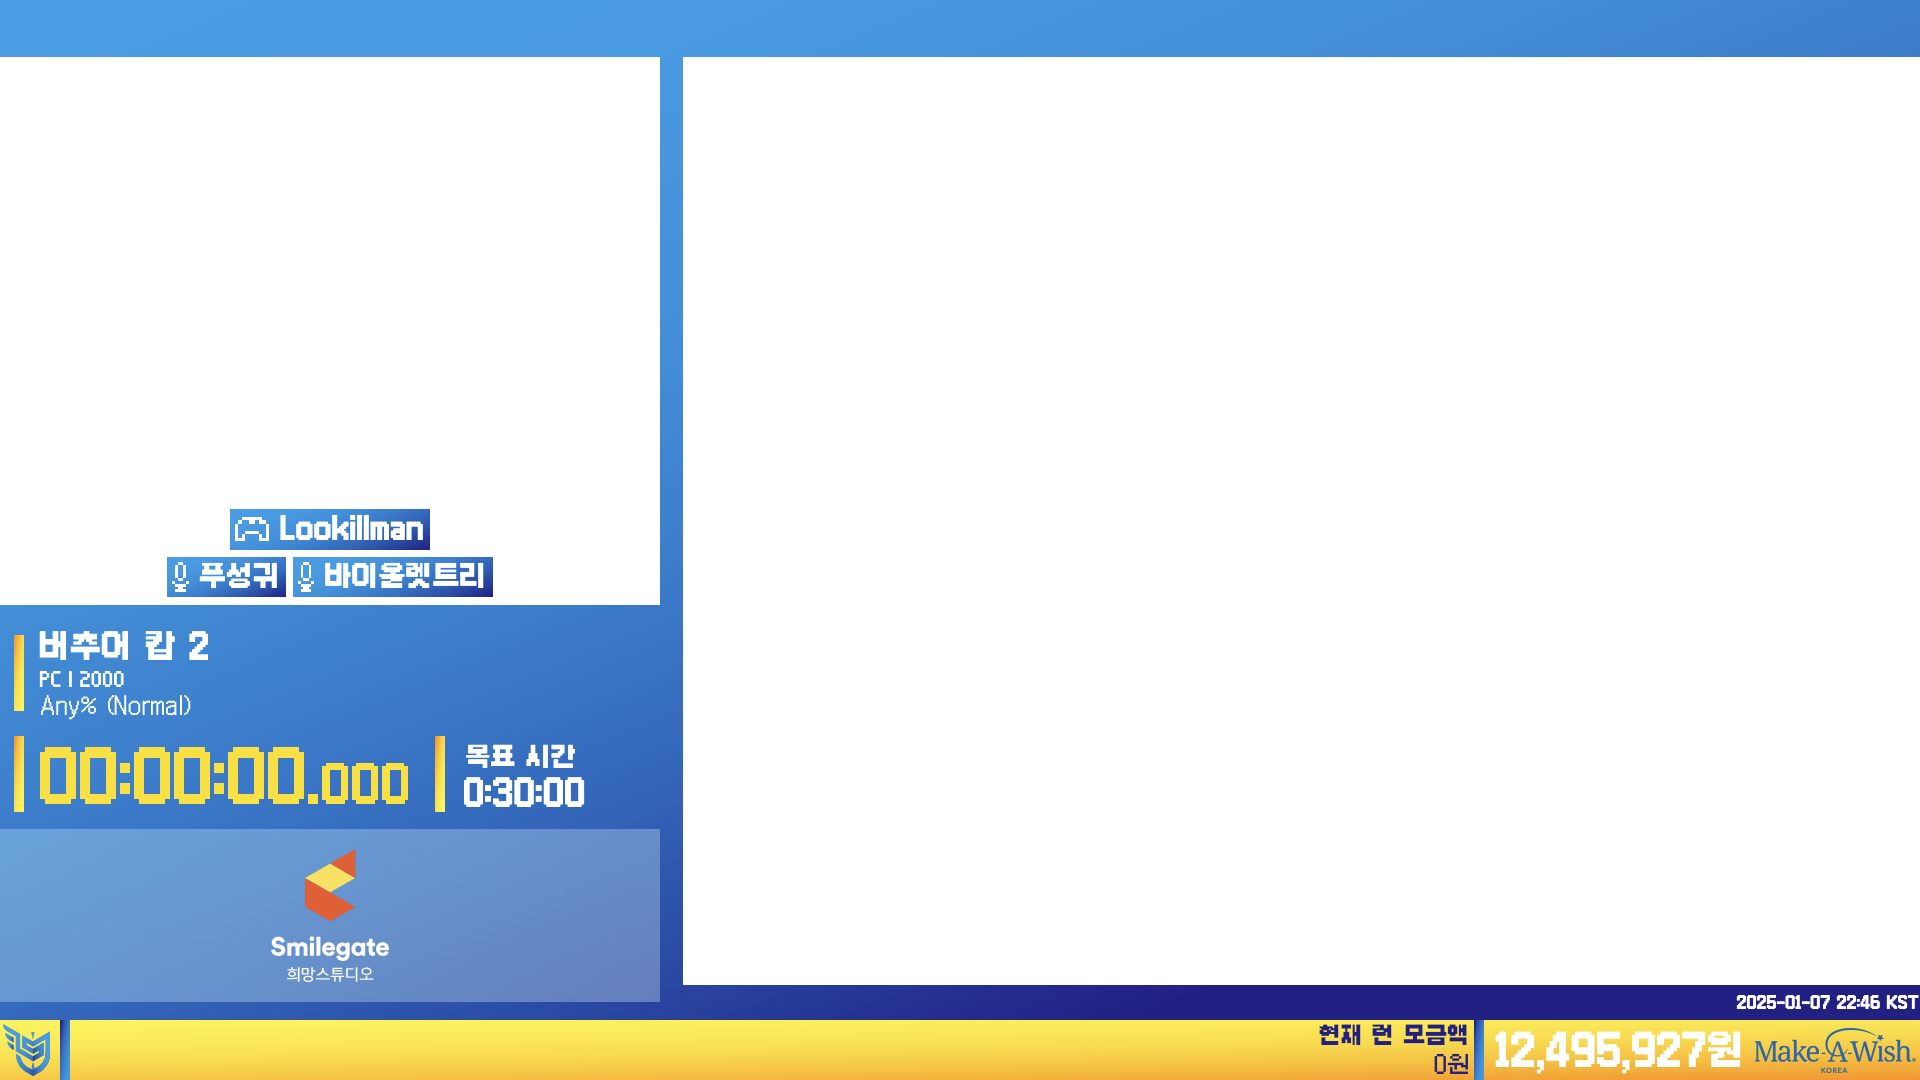 Lookillman
푸성귀 바이올렛트리
버추어 캅 2
PC | 2000
Any% (Normal)
00:00:00.000
목표 시간
0:30:00
Smilegate
희망스튜디오
2025-01-07 22:46 KST
현재 런 모금액
0원
12,495,927원
Make-A-Wish.
KOREA